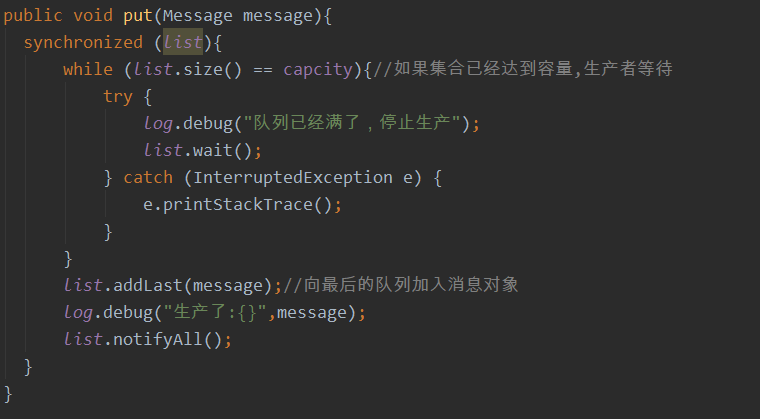 public void put(Message message){
synchronized (list){
while (list.size() == capcity){//如果集合已经达到容量,生产者等待
try {
log.debug("队列已经满了，停止生产");
list.wait();
} catch (InterruptedException e) {
e.printStackTrace();
}
}
list.addLast(message);//向最后的队列加入消息对象
log.debug("生产了:{}",message);
list.notifyAll();
}
}